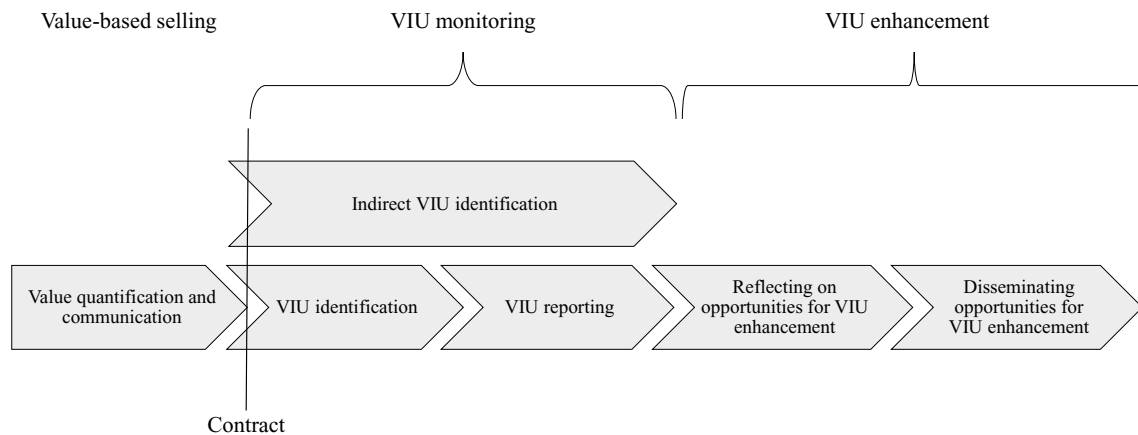 Value-based selling
VIU monitoring
VIU enhancement
Indirect VIU identification
Value quantification and
communication
VIU identification
VIU reporting
Reflecting on
opportunities for VIU
enhancement
Disseminating
opportunities for
VIU enhancement
Contract